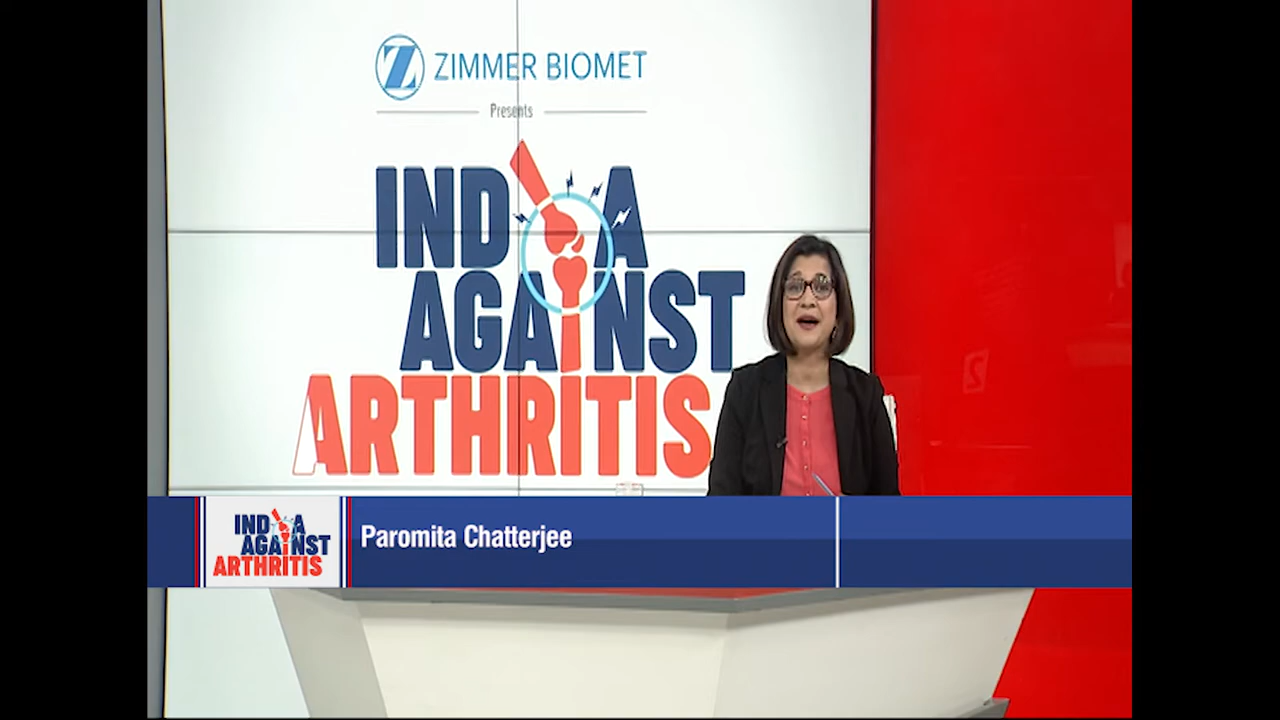 ZIMMER BIOMET
Presents
INDIA
AGAINST
ARTHRITIS
INDIA
AGAINST
ARTHRITIS
Paromita Chatterjee